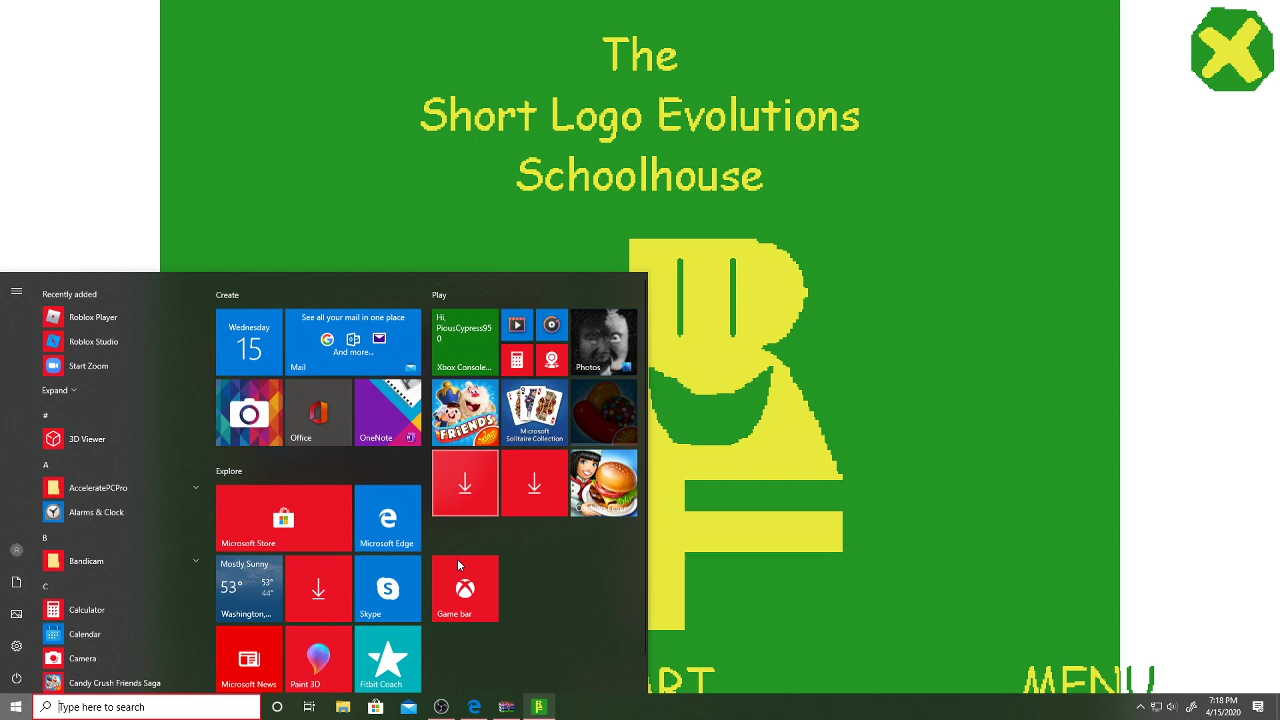 The
Short Logo Evolutions
Schoolhouse
ART
MENU
Recently added
Roblox Player
Roblox Studio
Start Zoom
Expand
#
3D Viewer
A
AcceleratePCPro
Alarms & Clock
B
Bandicam
C
Calculator
Calendar
Camera
Candy Crush Friends Saga
Create
Wednesday
15
See all your mail in one place
And more...
Mail
Office
OneNote
Explore
Microsoft Store
Microsoft Edge
Mostly Sunny
53°
53°
44°
Washington,...
Skype
Microsoft News
Paint 3D
Fitbit Coach
Play
Hi,
PiousCypress95
0
Xbox Console...
Photos
FRIENDS
Microsoft
Solitaire Collection
Cooking Fever
Game bar
Type here to search
7:18 PM
4/15/2020